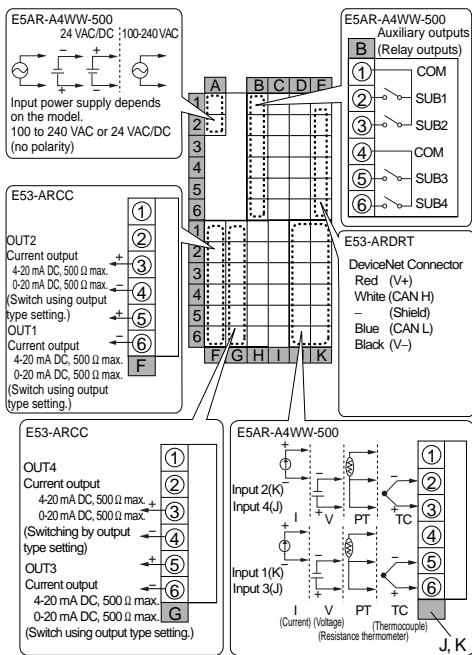 E5AR-A4WW-500
24 VAC/DC
100-240 VAC
− +
+ −
Input power supply depends
on the model.
100 to 240 VAC or 24 VAC/DC
(no polarity)
A B C D E
1
2
3
4
5
6
1
2
3
4
5
6
F G H I J K
E5AR-A4WW-500
Auxiliary outputs
(Relay outputs)
B
1 COM
2 SUB1
3 SUB2
4 COM
5 SUB3
6 SUB4
E53-ARCC
1
2
OUT2
Current output
4-20 mA DC, 500 Ω max.
0-20 mA DC, 500 Ω max.
(Switch using output
type setting.)
+ 3
− 4
OUT1
Current output
4-20 mA DC, 500 Ω max.
0-20 mA DC, 500 Ω max.
(Switch using output
type setting.)
+ 5
− 6
F
E53-ARDRT
DeviceNet Connector
Red (V+)
White (CAN H)
− (Shield)
Blue (CAN L)
Black (V−)
E53-ARCC
1
2
OUT4
Current output
4-20 mA DC, 500 Ω max.
0-20 mA DC, 500 Ω max.
(Switching by output
type setting)
+ 3
− 4
OUT3
Current output
4-20 mA DC, 500 Ω max.
0-20 mA DC, 500 Ω max.
(Switch using output type setting.)
+ 5
− 6
G
E5AR-A4WW-500
1
2
3
4
5
6
Input 2(K)
Input 4(J)
+ − − + − +
I V PT TC
Input 1(K)
Input 3(J)
+ − − + − +
I V PT TC
(Current) (Voltage) (Thermocouple)
(Resistance thermometer)
J, K